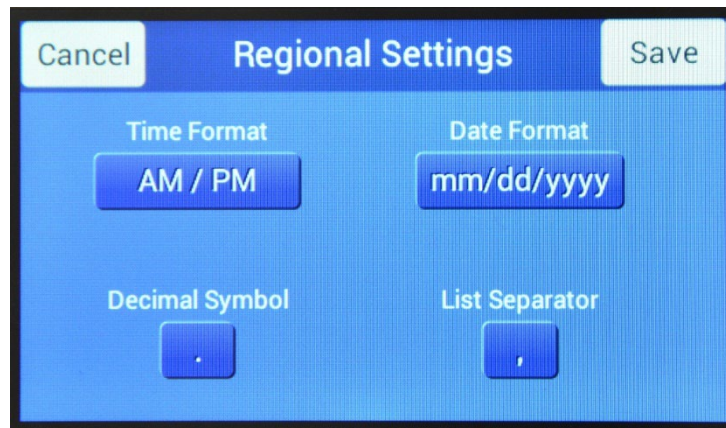 Cancel
Regional Settings
Save
Time Format
Date Format
AM / PM
mm/dd/yyyy
Decimal Symbol
List Separator
.
,